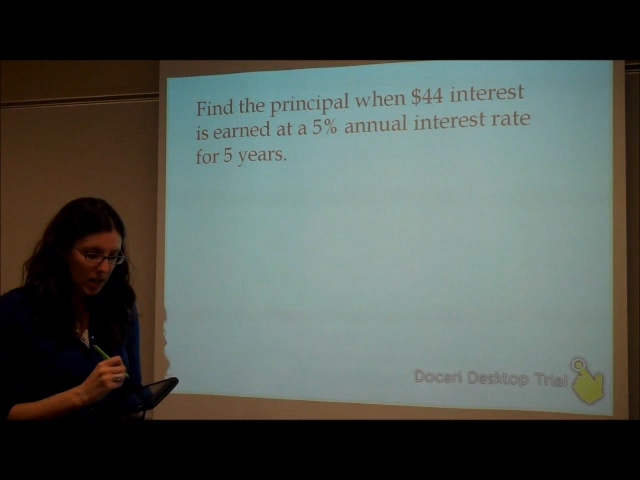 Find the principal when $44 interest
is earned at a 5% annual interest rate
for 5 years.
Doceri Desktop Trial